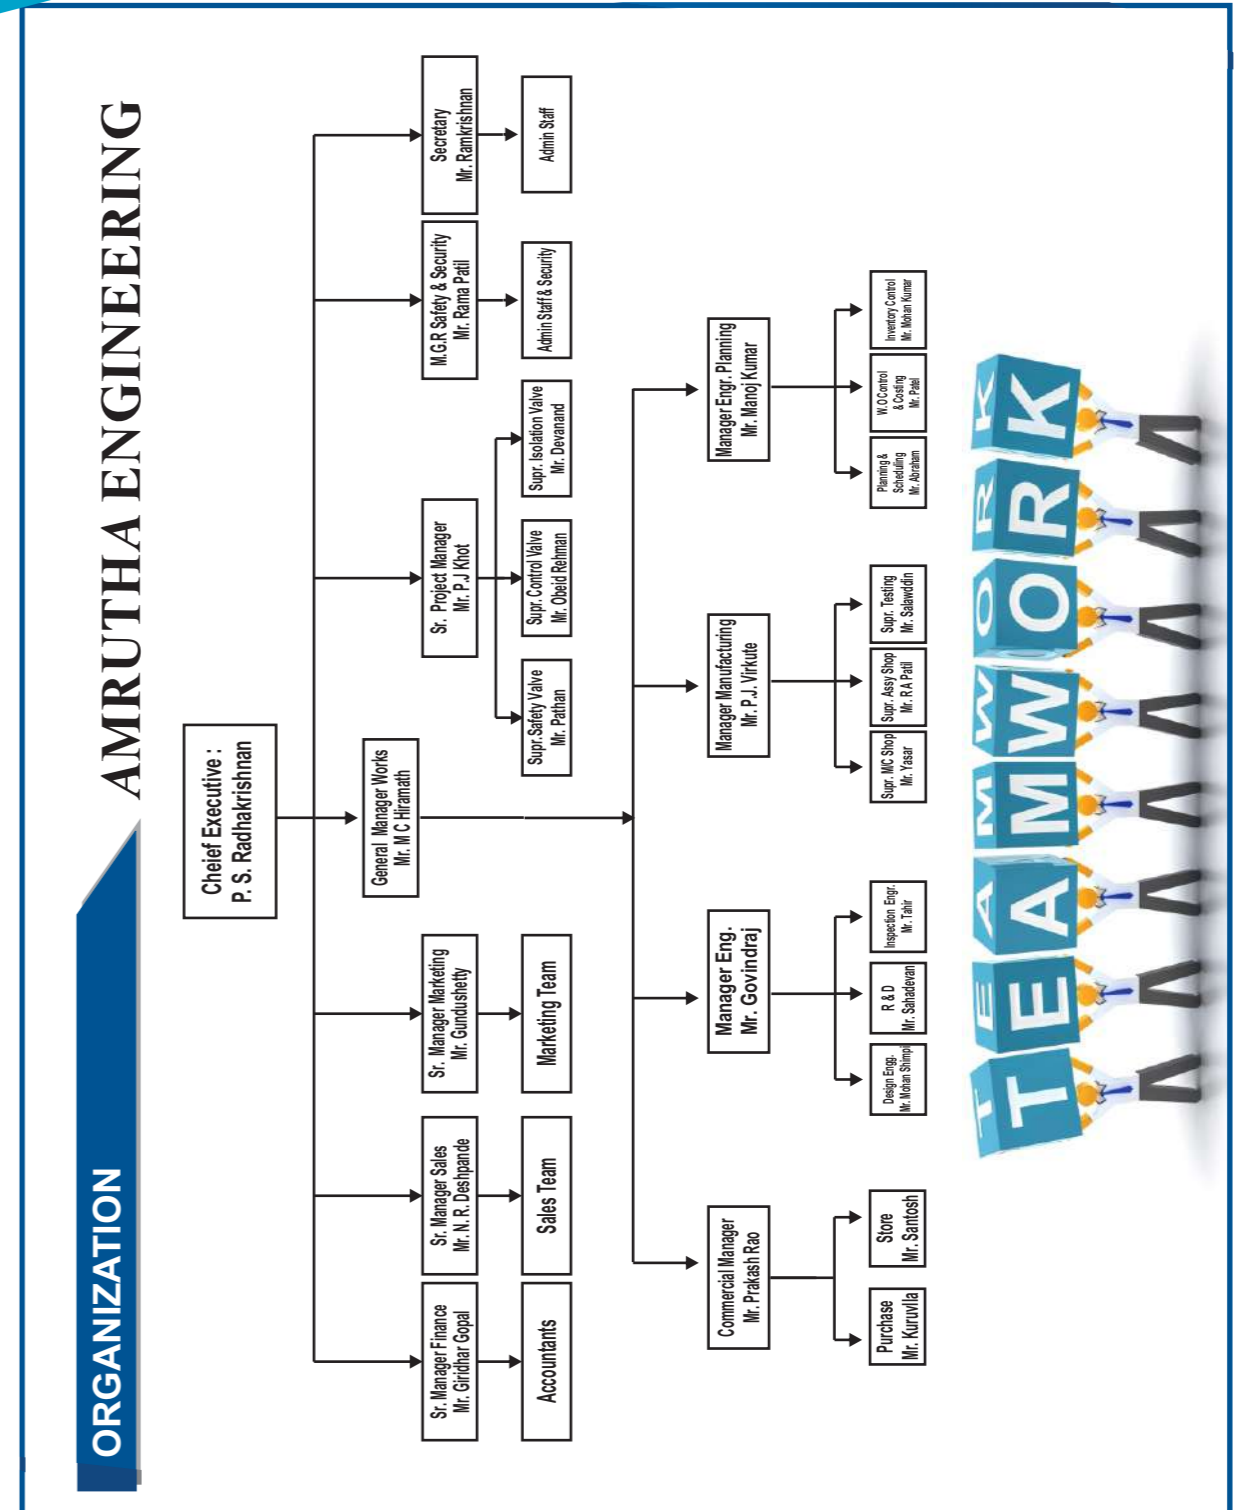 ORGANIZATION
AMRUTHA ENGINEERING
Cheief Executive :
P. S. Radhakrishnan
Sr. Manager Finance
Mr. Giridhar Gopal
Accountants
Sr. Manager Sales
Mr. N. R. Deshpande
Sales Team
Sr. Manager Marketing
Mr. Gundushetty
Marketing Team
General Manager Works
Mr. M C Hiramath
Sr. Project Manager
Mr. P.J Khot
Supr.Safety Valve
Mr. Pathan
Supr. Control Valve
Mr. Obeid Rehman
Supr. Isolation Valve
Mr. Devanand
M.G.R Safety & Security
Mr. Rama Patil
Admin Staff & Security
Secretary
Mr. Ramkrishnan
Admin Staff
Commercial Manager
Mr. Prakash Rao
Purchase
Mr. Kuruvlla
Store
Mr. Santosh
Manager Eng.
Mr. Govindraj
Design Engg.
Mr. Mohan Shimpi
R & D
Mr. Sahadevan
Inspection Engr.
Mr. Tahir
Manager Manufacturing
Mr. P.J. Virkute
Supr. M/C Shop
Mr. Yasar
Supr. Assy Shop
Mr. R A Patil
Supr. Testing
Mr. Salawddin
Manager Engr. Planning
Mr. Manoj Kumar
Planning &
Scheduling
Mr. Abraham
W.O Control
& Costing
Mr. Patel
Inventory Control
Mr. Mohan Kumar
TEAMWORK
TEAMWORK